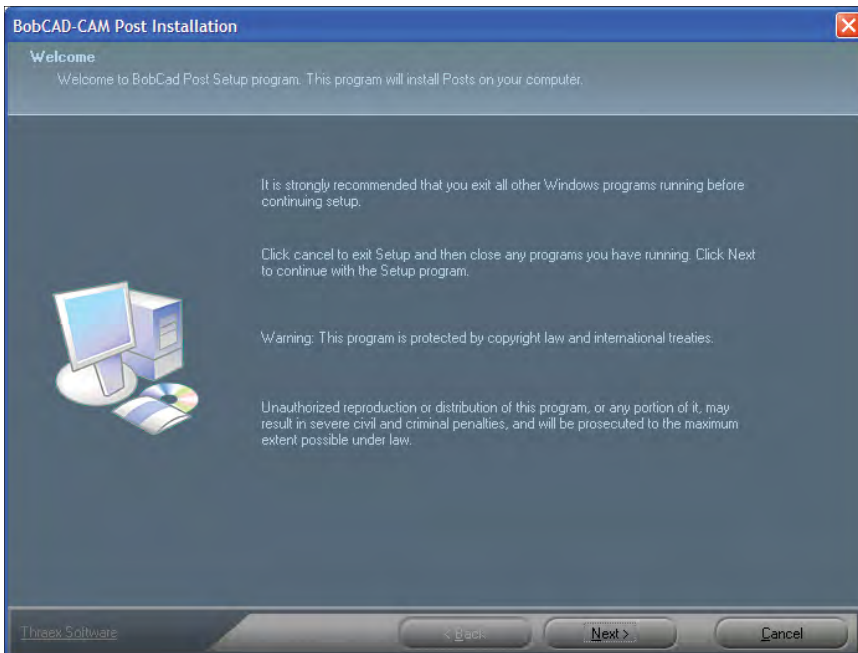 BobCAD-CAM Post Installation
Welcome
Welcome to BobCad Post Setup program. This program will install Posts on your computer.
It is strongly recommended that you exit all other Windows programs running before
continuing setup.
Click cancel to exit Setup and then close any programs you have running. Click Next
to continue with the Setup program.
Warning: This program is protected by copyright law and international treaties.
Unauthorized reproduction or distribution of this program, or any portion of it, may
result in severe civil and criminal penalties, and will be prosecuted to the maximum
extent possible under law.
Thraex Software
< Back
Next >
Cancel